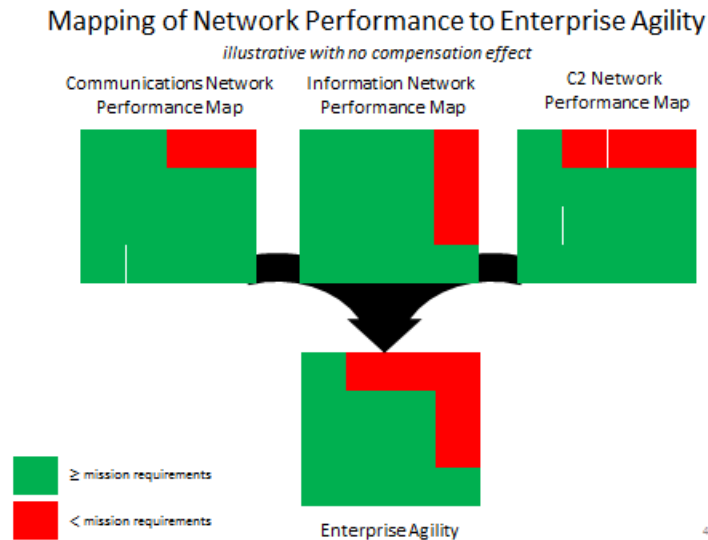 Mapping of Network Performance to Enterprise Agility
illustrative with no compensation effect
Communications Network
Performance Map
Information Network
Performance Map
C2 Network
Performance Map
≥ mission requirements
< mission requirements
Enterprise Agility
4